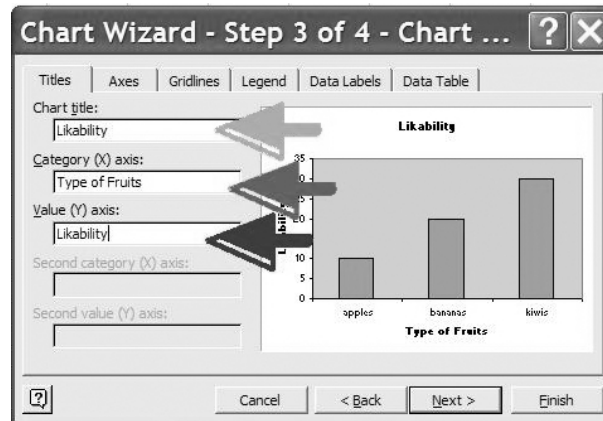 Chart Wizard - Step 3 of 4 - Chart ...
Titles Axes Gridlines Legend Data Labels Data Table
Chart title:
Likability
Category (X) axis:
Type of Fruits
Value (Y) axis:
Likability
Second category (X) axis:
Second value (Y) axis:
Likability
35
20
10
5
0
apples bananas kiwis
Type of Fruits
Cancel < Back Next > Finish